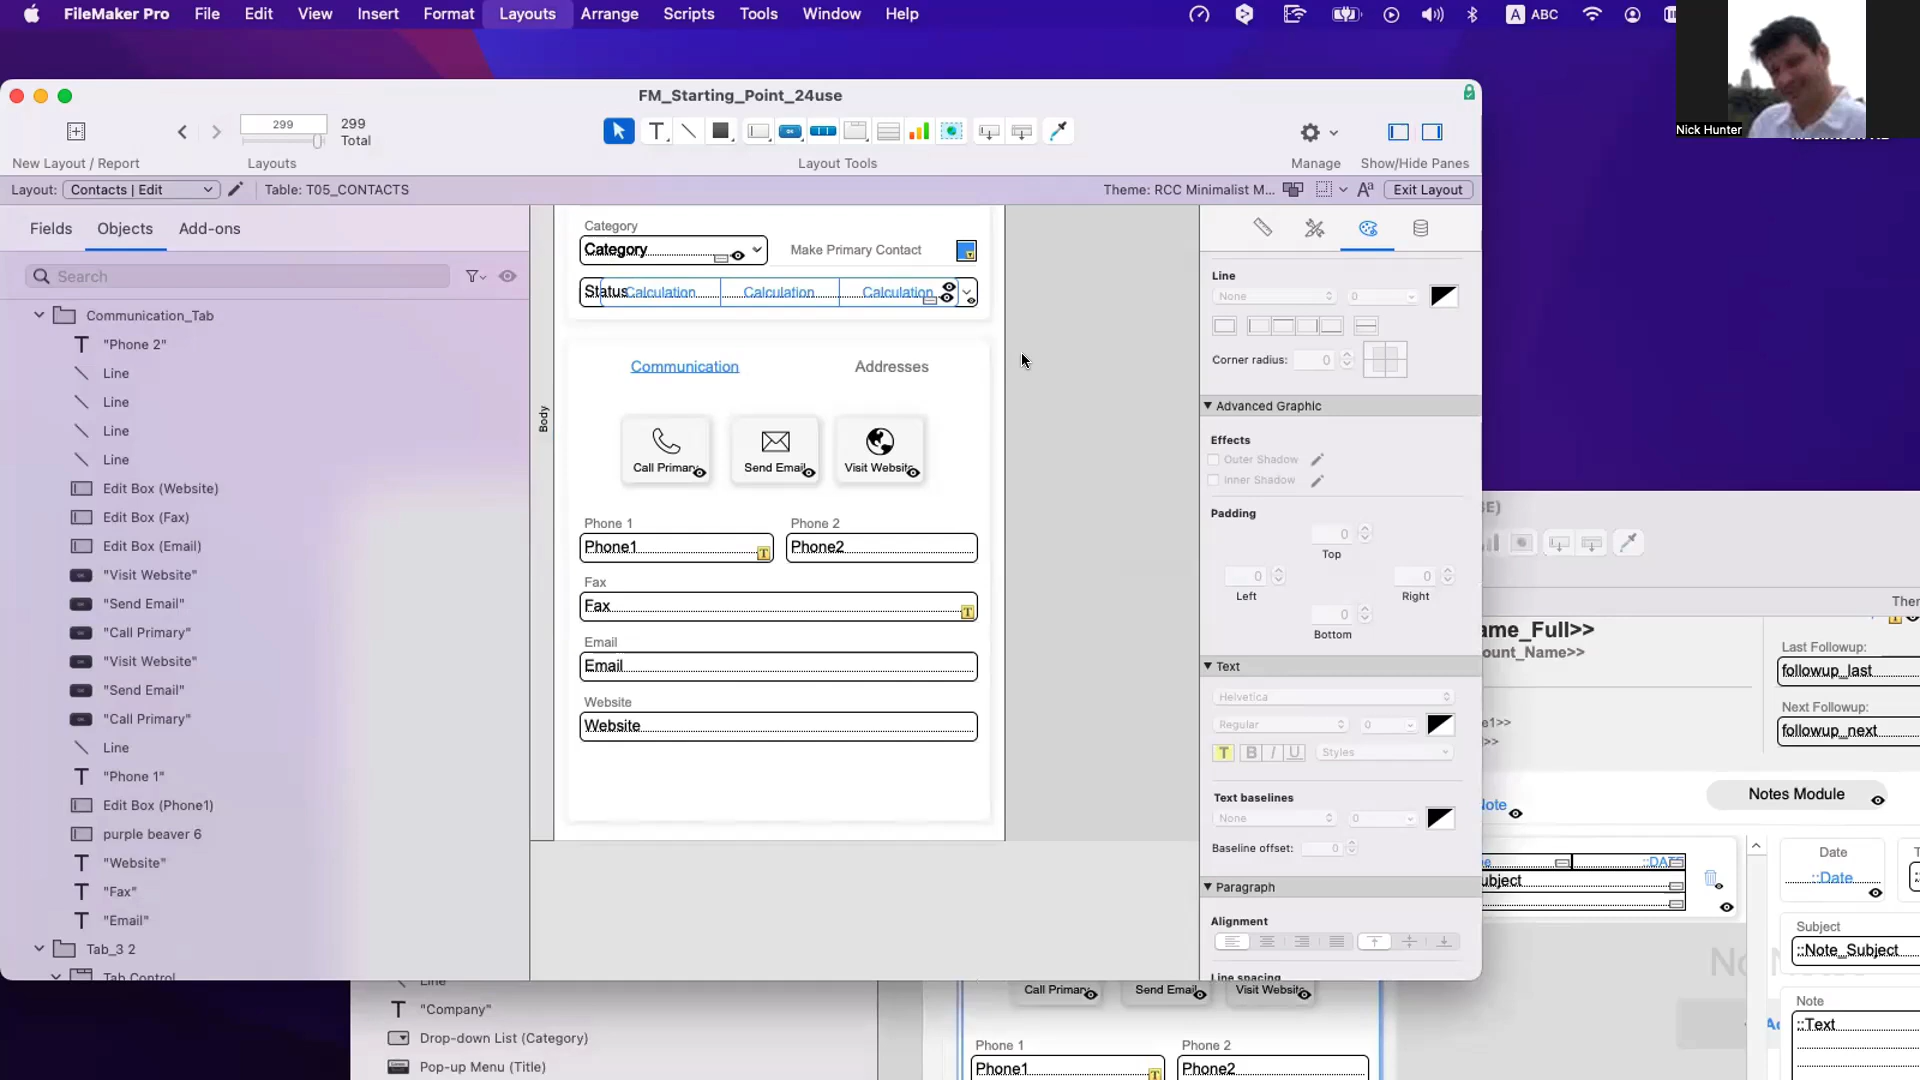 FileMaker Pro File Edit View Insert Format Layouts Arrange Scripts Tools Window Help A ABC
Nick Hunter
FM_Starting_Point_24use
299 299 Total
New Layout / Report Layouts Layout Tools Manage Show/Hide Panes
Layout: Contacts | Edit Table: T05_CONTACTS Theme: RCC Minimalist M... Aª Exit Layout
Fields Objects Add-ons
Search
Communication_Tab
"Phone 2"
Line
Line
Line
Line
Edit Box (Website)
Edit Box (Fax)
Edit Box (Email)
"Visit Website"
"Send Email"
"Call Primary"
"Visit Website"
"Send Email"
"Call Primary"
Line
"Phone 1"
Edit Box (Phone1)
purple beaver 6
"Website"
"Fax"
"Email"
Tab_3 2
Tab Control
Body
Category
Category Make Primary Contact
Status Calculation Calculation Calculation
Communication Addresses
Call Primary Send Email Visit Website
Phone 1 Phone 2
Phone1 T Phone2
Fax
Fax T
Email
Email
Website
Website
Line
None 0
Corner radius: 0
Advanced Graphic
Effects
Outer Shadow
Inner Shadow
Padding
0
Top
0 0
Left Right
0
Bottom
Text
Helvetica
Regular 0
T B I U Styles
Text baselines
None 0
Baseline offset: 0
Paragraph
Alignment
Line spacing
SE)
Ther
ame_Full>>
ount_Name>>
Last Followup:
followup_last
Next Followup:
followup_next
e1>>
>>
Notes Module
Note
::DATE
ubject
Date
::Date
Subject
::Note_Subject
Note
::Text
Line
"Company"
Drop-down List (Category)
Pop-up Menu (Title)
Call Primary Send Email Visit Website
Phone 1 Phone 2
Phone1 T Phone2